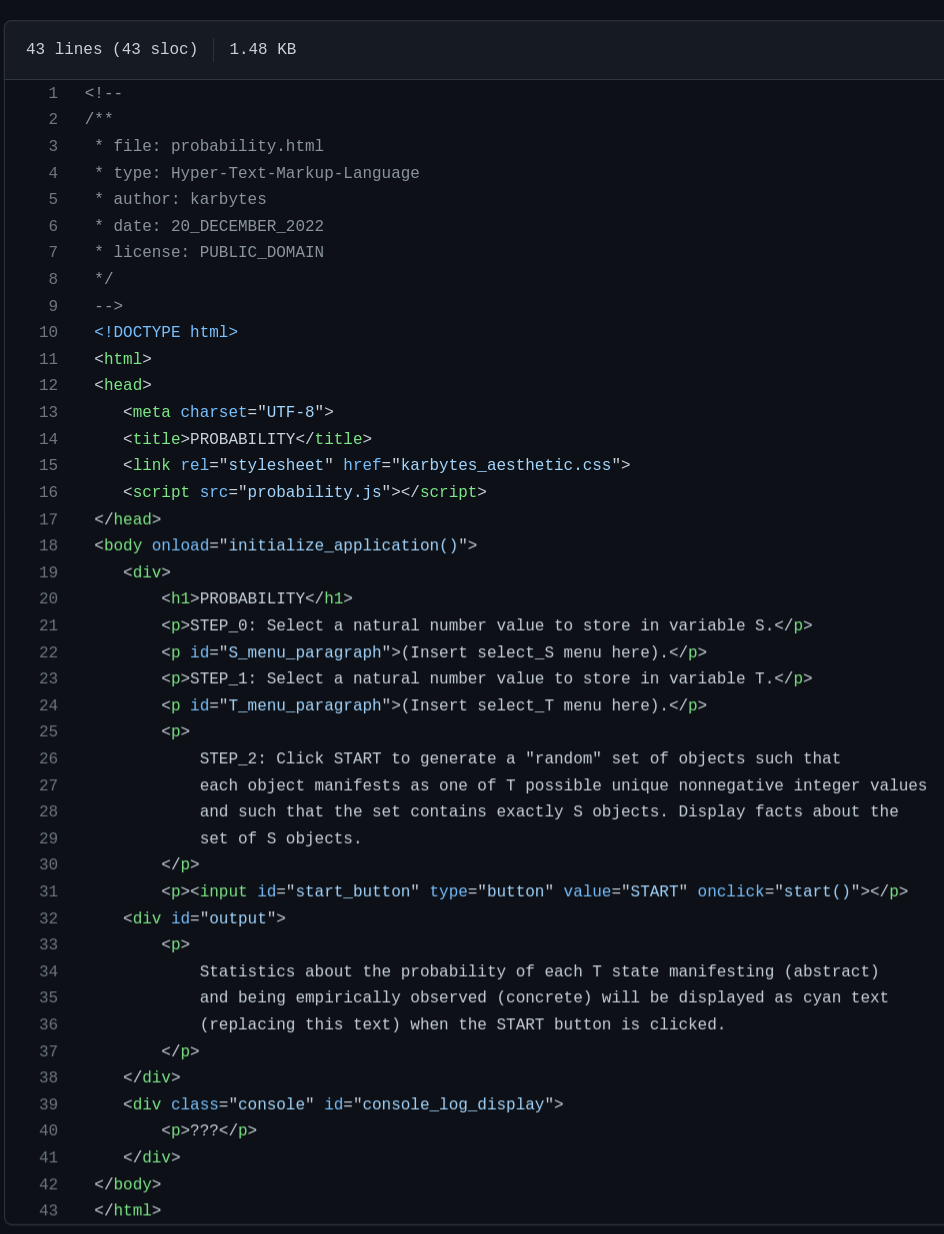 43 lines (43 sloc) 1.48 KB
1 <!--
2 /**
3  * file: probability.html
4  * type: Hyper-Text-Markup-Language
5  * author: karbytes
6  * date: 20_DECEMBER_2022
7  * license: PUBLIC_DOMAIN
8  */
9  -->
10  <!DOCTYPE html>
11  <html>
12  <head>
13     <meta charset="UTF-8">
14     <title>PROBABILITY</title>
15     <link rel="stylesheet" href="karbytes_aesthetic.css">
16     <script src="probability.js"></script>
17  </head>
18  <body onload="initialize_application()">
19     <div>
20         <h1>PROBABILITY</h1>
21         <p>STEP_0: Select a natural number value to store in variable S.</p>
22         <p id="S_menu_paragraph">(Insert select_S menu here).</p>
23         <p>STEP_1: Select a natural number value to store in variable T.</p>
24         <p id="T_menu_paragraph">(Insert select_T menu here).</p>
25         <p>
26             STEP_2: Click START to generate a "random" set of objects such that
27             each object manifests as one of T possible unique nonnegative integer values
28             and such that the set contains exactly S objects. Display facts about the
29             set of S objects.
30         </p>
31         <p><input id="start_button" type="button" value="START" onclick="start()"></p>
32     <div id="output">
33         <p>
34             Statistics about the probability of each T state manifesting (abstract)
35             and being empirically observed (concrete) will be displayed as cyan text
36             (replacing this text) when the START button is clicked.
37         </p>
38     </div>
39     <div class="console" id="console_log_display">
40         <p>???</p>
41     </div>
42  </body>
43  </html>